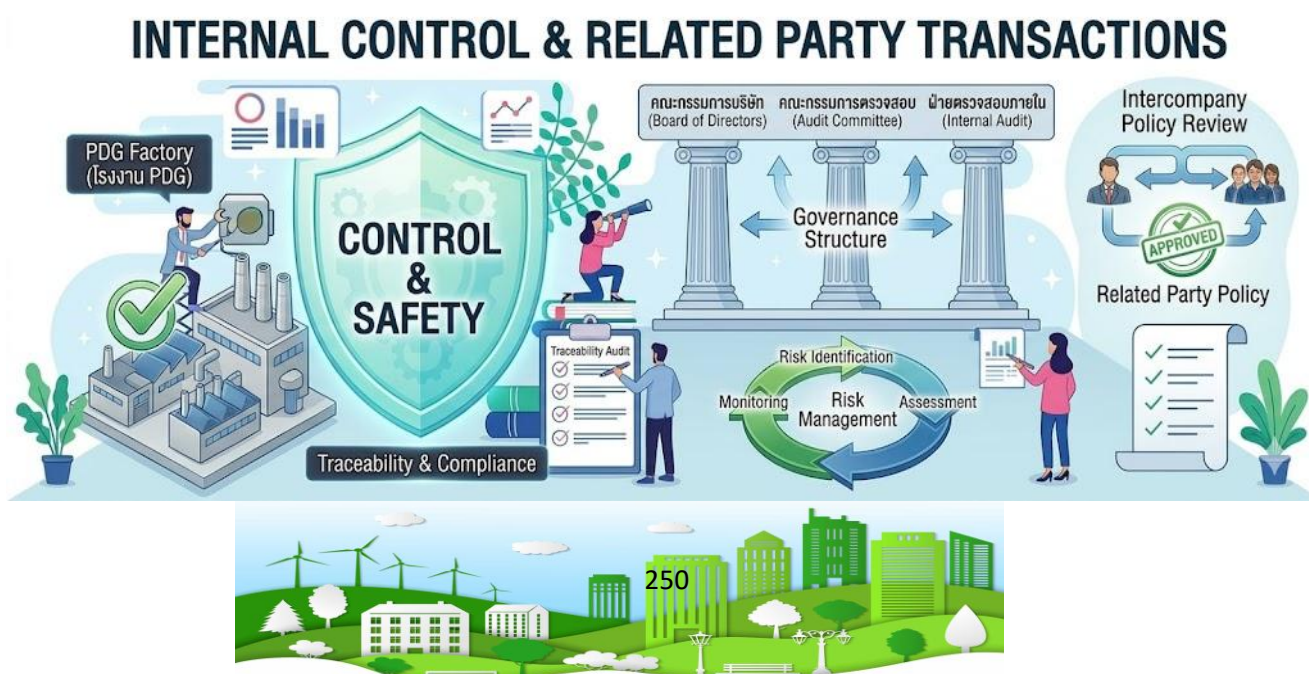 INTERNAL CONTROL & RELATED PARTY TRANSACTIONS
PDG Factory
(โรงงาน PDG)
CONTROL
&
SAFETY
Traceability & Compliance
Traceability Audit
คณะกรรมการบริษัท
(Board of Directors)
คณะกรรมการตรวจสอบ
(Audit Committee)
ฝ่ายตรวจสอบภายใน
(Internal Audit)
Governance
Structure
Risk Identification
Monitoring
Risk
Management
Assessment
Intercompany
Policy Review
APPROVED
Related Party Policy
250